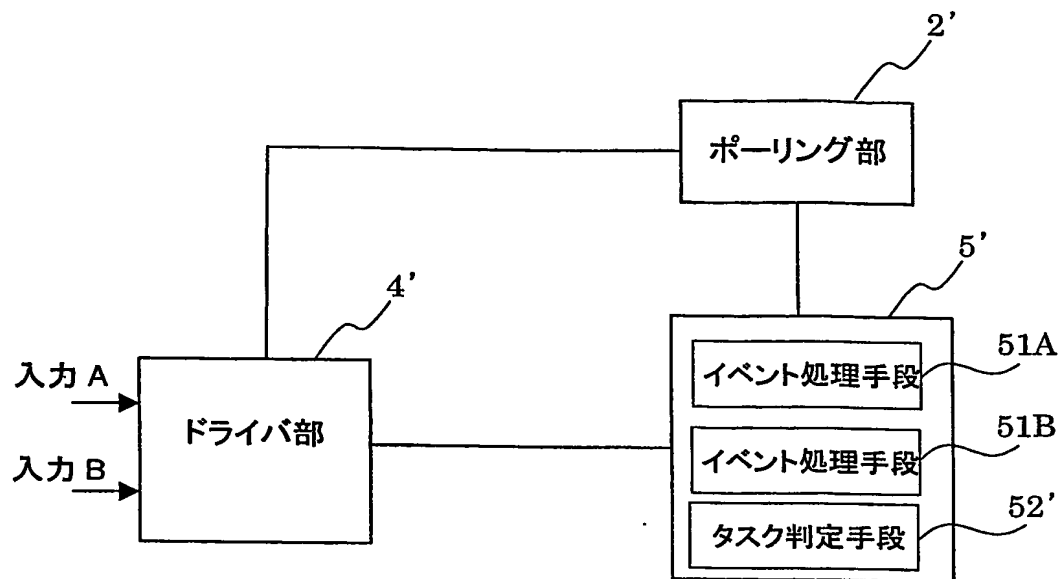 2’
ポーリング部
5’
4’
51A
イベント処理手段
入力 A
ドライバ部
51B
イベント処理手段
入力 B
52’
タスク判定手段